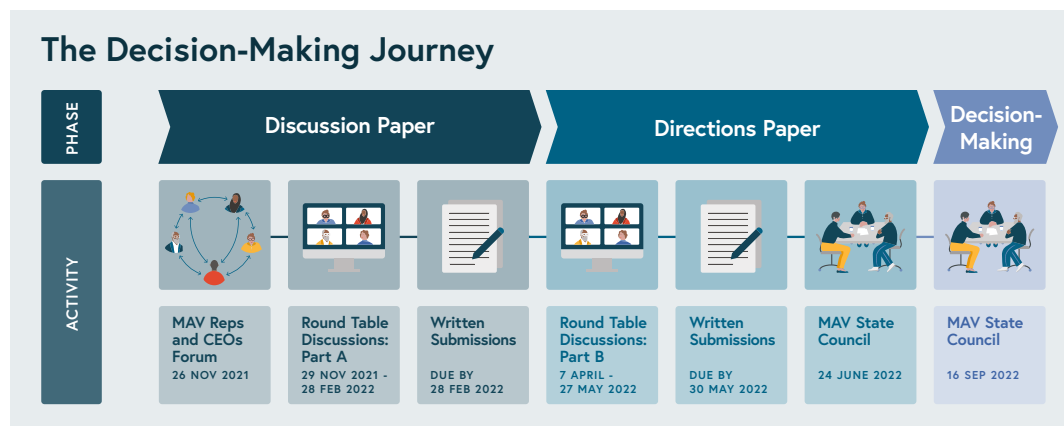 The Decision-Making Journey
PHASE
Discussion Paper
Directions Paper
Decision-
Making
ACTIVITY
MAV Reps
and CEOs
Forum
26 NOV 2021
Round Table
Discussions:
Part A
29 NOV 2021 -
28 FEB 2022
Written
Submissions
DUE BY
28 FEB 2022
Round Table
Discussions:
Part B
7 APRIL -
27 MAY 2022
Written
Submissions
DUE BY
30 MAY 2022
MAV State
Council
24 JUNE 2022
MAV State
Council
16 SEP 2022